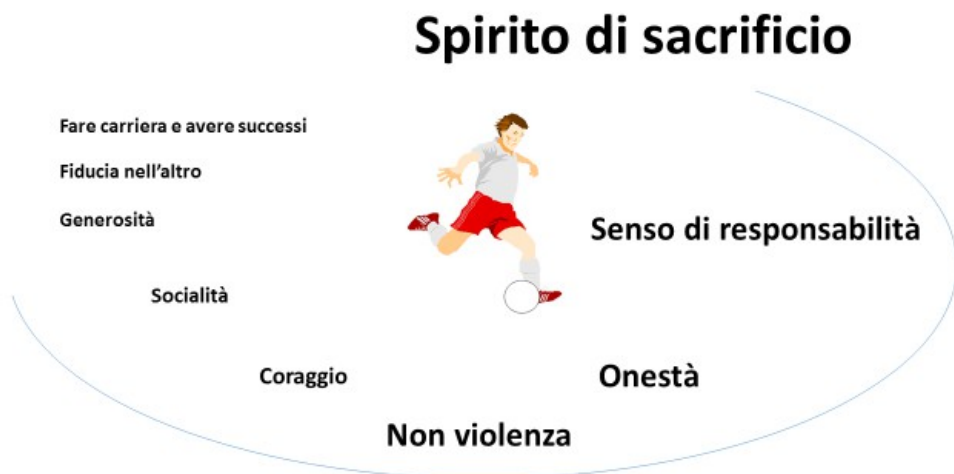 Spirito di sacrificio
Fare carriera e avere successi
Fiducia nell'altro
Generosità
Senso di responsabilità
Socialità
Coraggio
Onestà
Non violenza